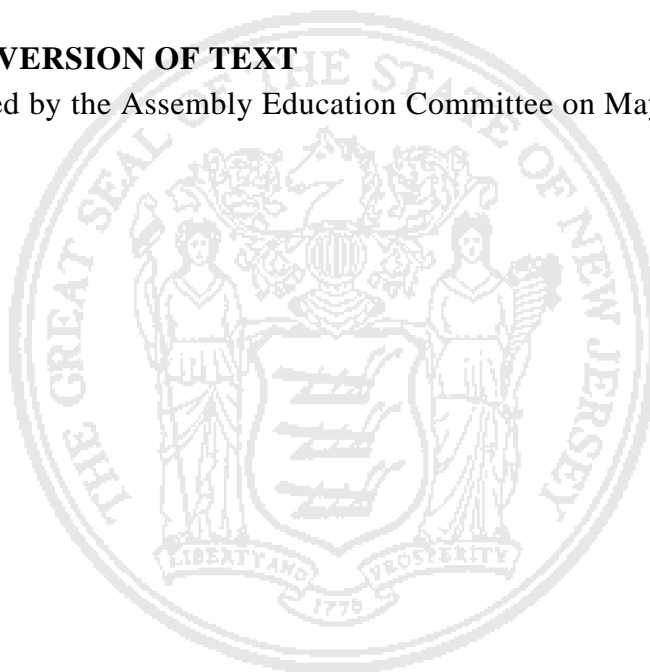 VERSION OF TEXT
ed by the Assembly Education Committee on May
THE GREAT SEAL OF THE STATE OF NEW JERSEY
LIBERTY AND PROSPERITY
1776